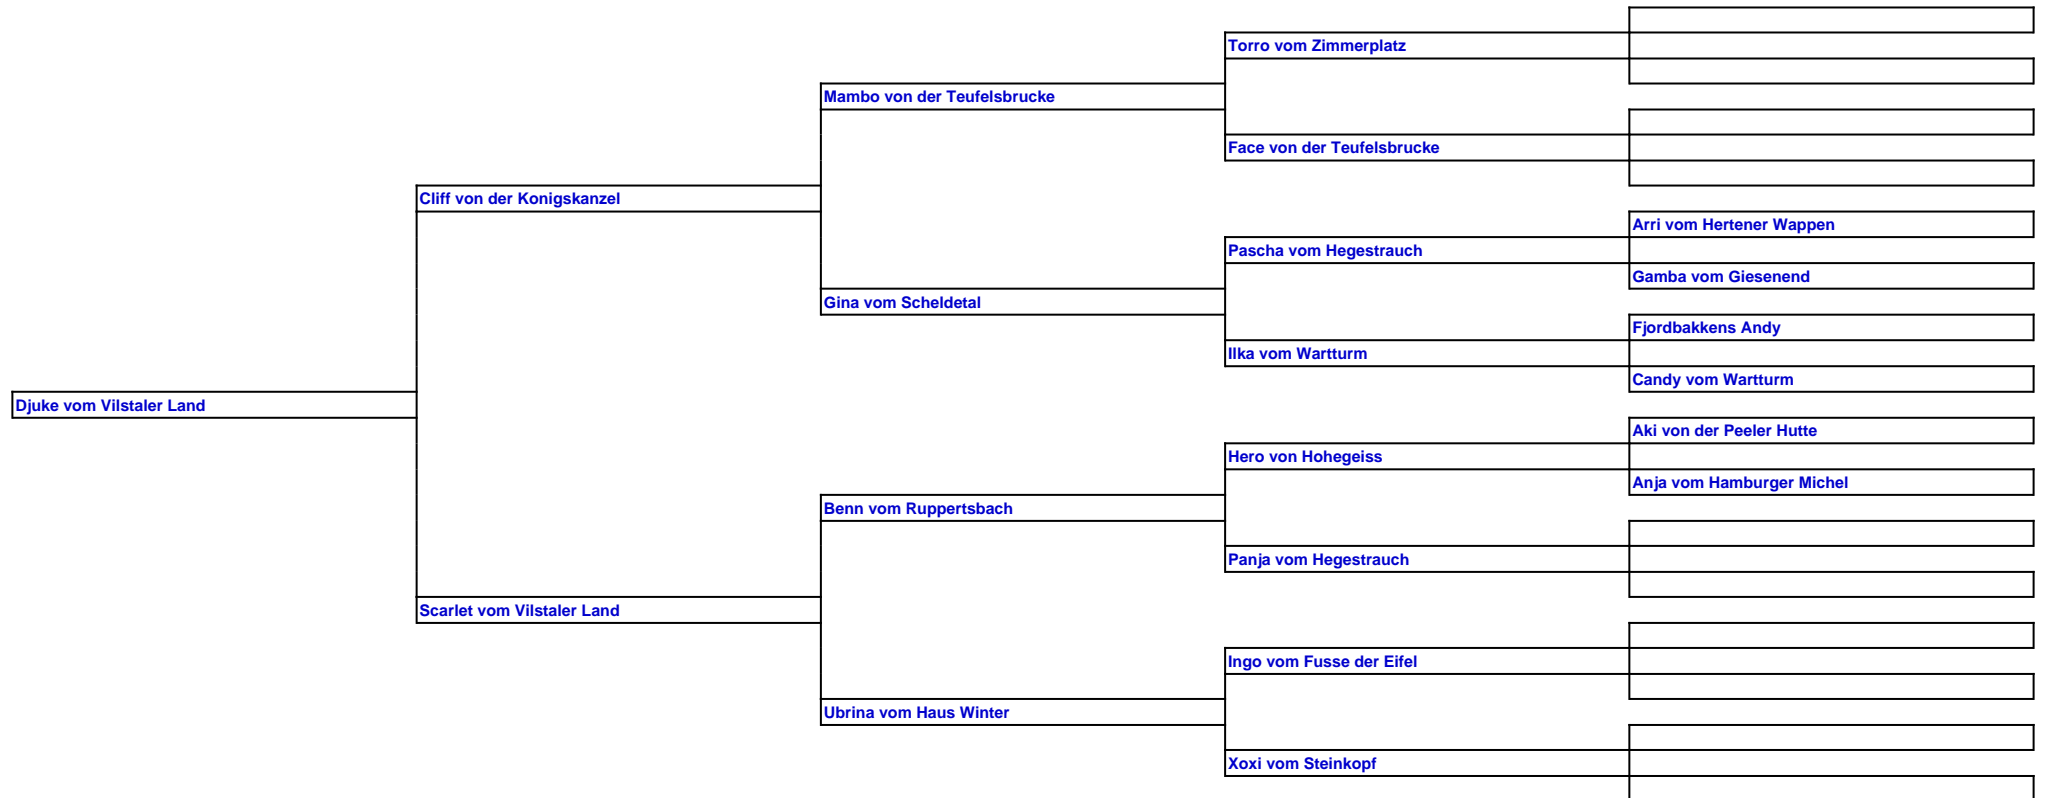 Torro vom Zimmerplatz
Mambo von der Teufelsbrucke
Face von der Teufelsbrucke
Cliff von der Konigskanzel
Arri vom Hertener Wappen
Pascha vom Hegestrauch
Gamba vom Giesenend
Gina vom Scheldetal
Fjordbakkens Andy
Ilka vom Wartturm
Candy vom Wartturm
Djuke vom Vilstaler Land
Aki von der Peeler Hutte
Hero von Hohegeiss
Anja vom Hamburger Michel
Benn vom Ruppertsbach
Panja vom Hegestrauch
Scarlet vom Vilstaler Land
Ingo vom Fusse der Eifel
Ubrina vom Haus Winter
Xoxi vom Steinkopf